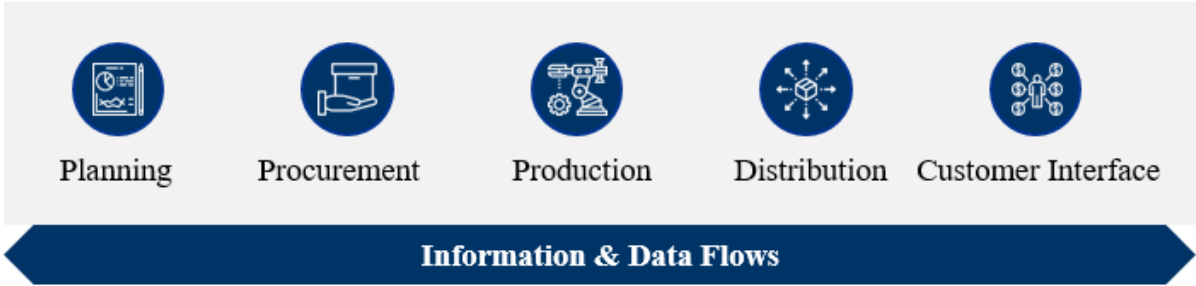 Planning
Procurement
Production
Distribution
Customer Interface
Information & Data Flows